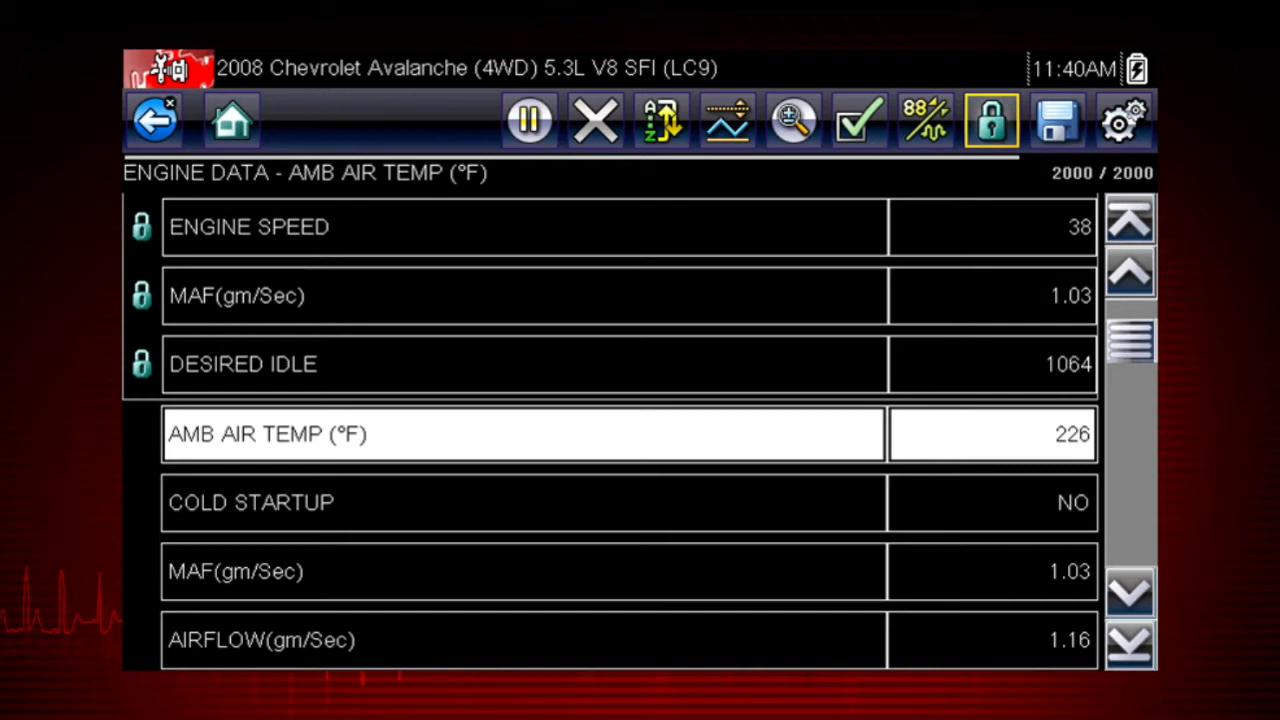 2008 Chevrolet Avalanche (4WD) 5.3L V8 SFI (LC9) 11:40AM
A Z 88
ENGINE DATA - AMB AIR TEMP (°F) 2000 / 2000
ENGINE SPEED 38
MAF(gm/Sec) 1.03
DESIRED IDLE 1064
AMB AIR TEMP (°F) 226
COLD STARTUP NO
MAF(gm/Sec) 1.03
AIRFLOW(gm/Sec) 1.16